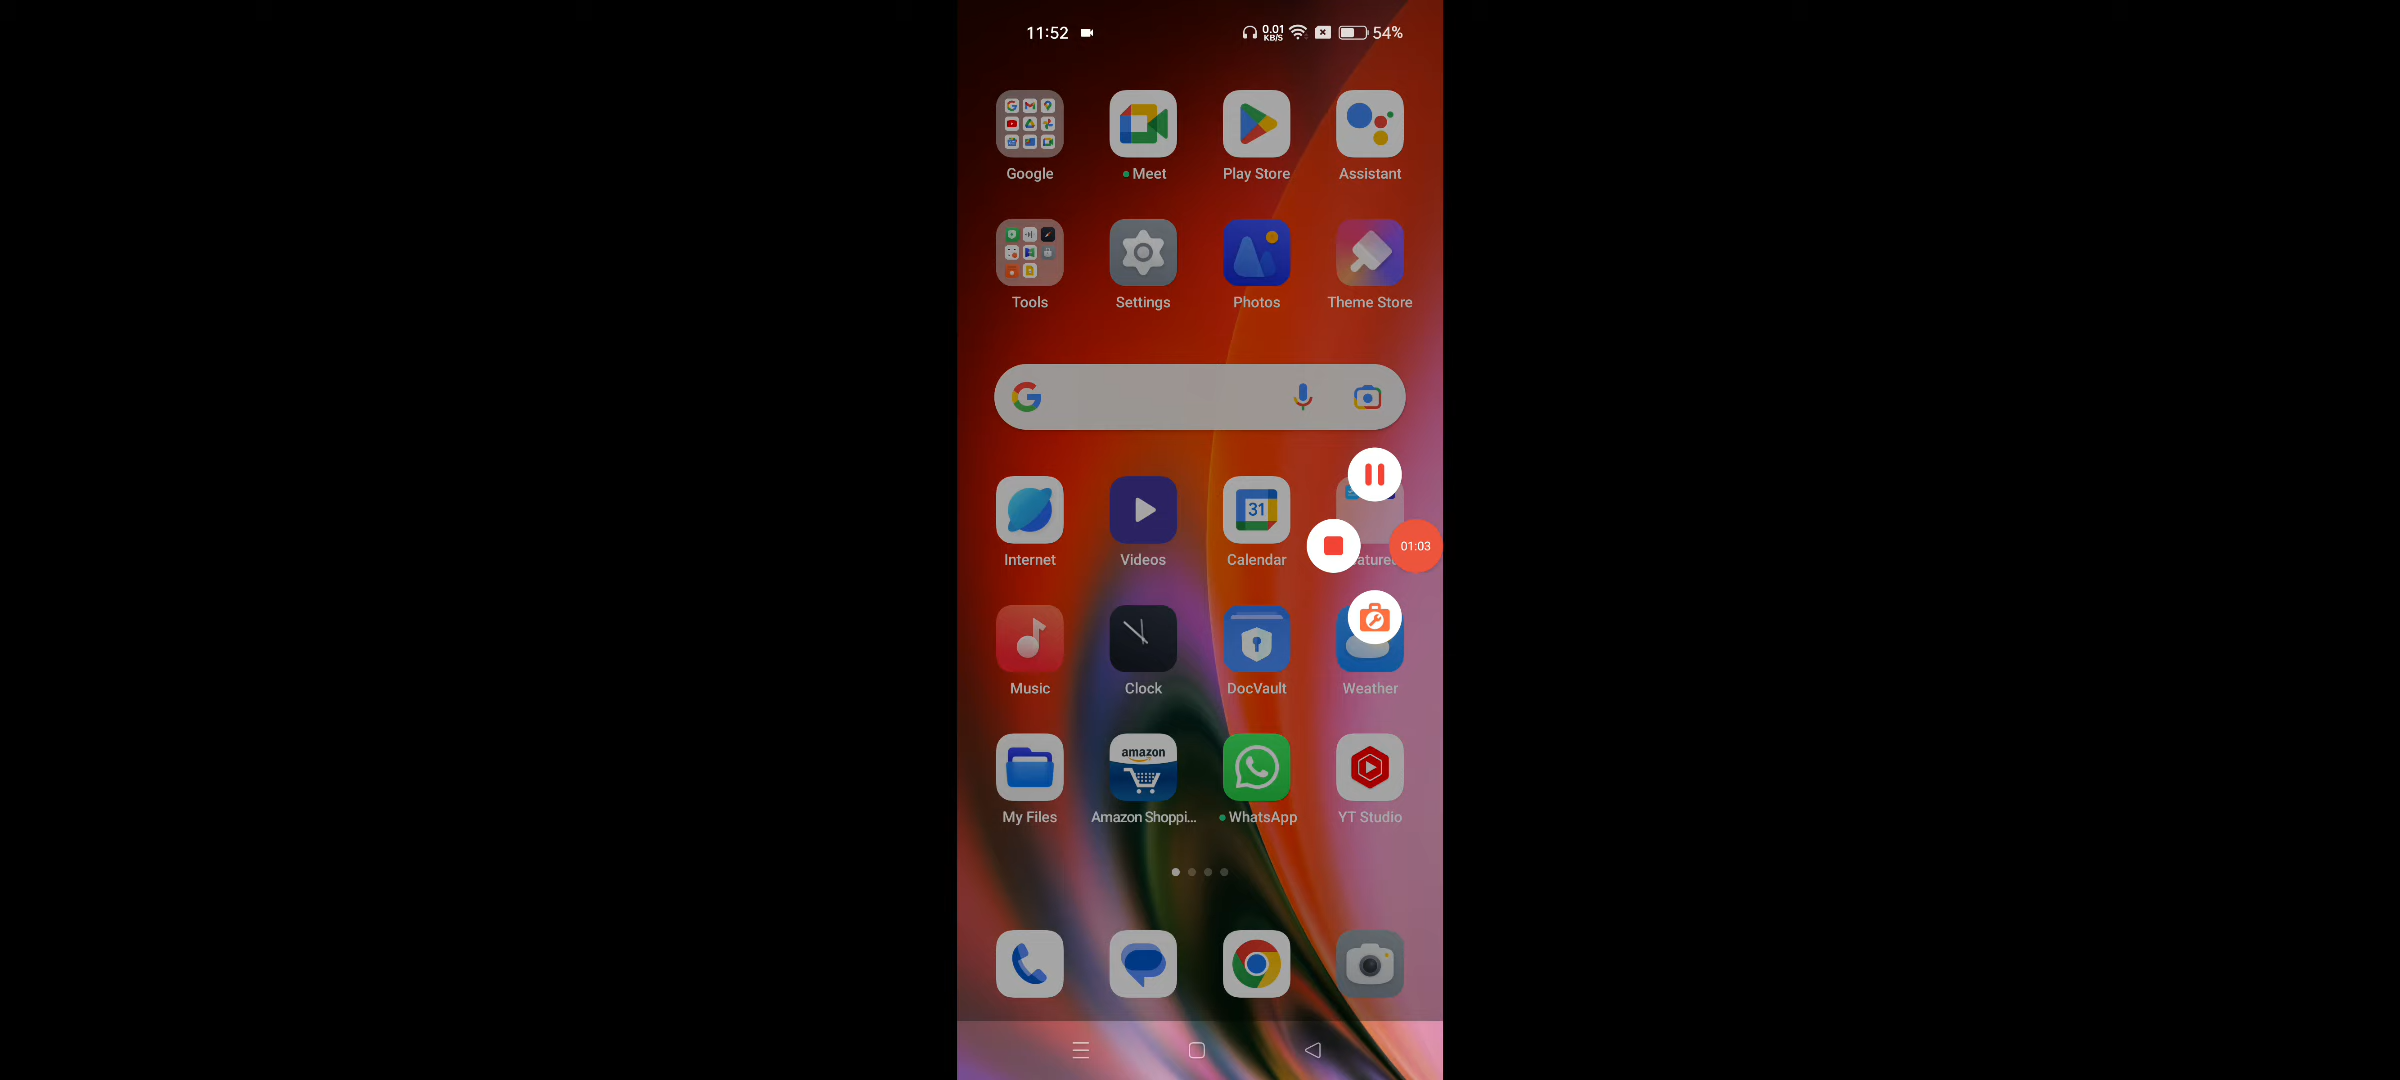 11:52 0.01 KB/S 54%
Google Meet Play Store Assistant
Tools Settings Photos Theme Store
31
Internet Videos Calendar atured
01:03
Music Clock DocVault Weather
amazon
My Files Amazon Shoppi... WhatsApp YT Studio